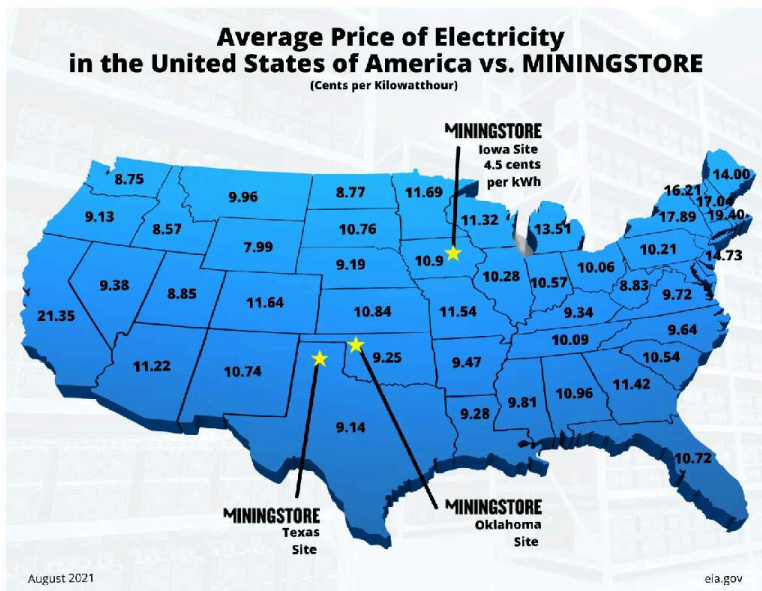 Average Price of Electricity
in the United States of America vs. MININGSTORE
(Cents per Kilowatthour)
MININGSTORE
Iowa Site
4.5 cents
per kWh
8.75
9.96
8.77
11.69
14.00
16.21
17.04
9.13
8.57
10.76
11.32
13.51
17.89
19.40
7.99
9.19
10.9
10.28
10.57
10.06
10.21
14.73
9.38
8.85
11.64
10.84
11.54
8.83
9.72
21.35
9.34
9.64
11.22
10.74
9.25
9.47
10.09
10.54
9.14
9.28
9.81
10.96
11.42
10.72
MININGSTORE
Texas
Site
MININGSTORE
Oklahoma
Site
August 2021
eia.gov